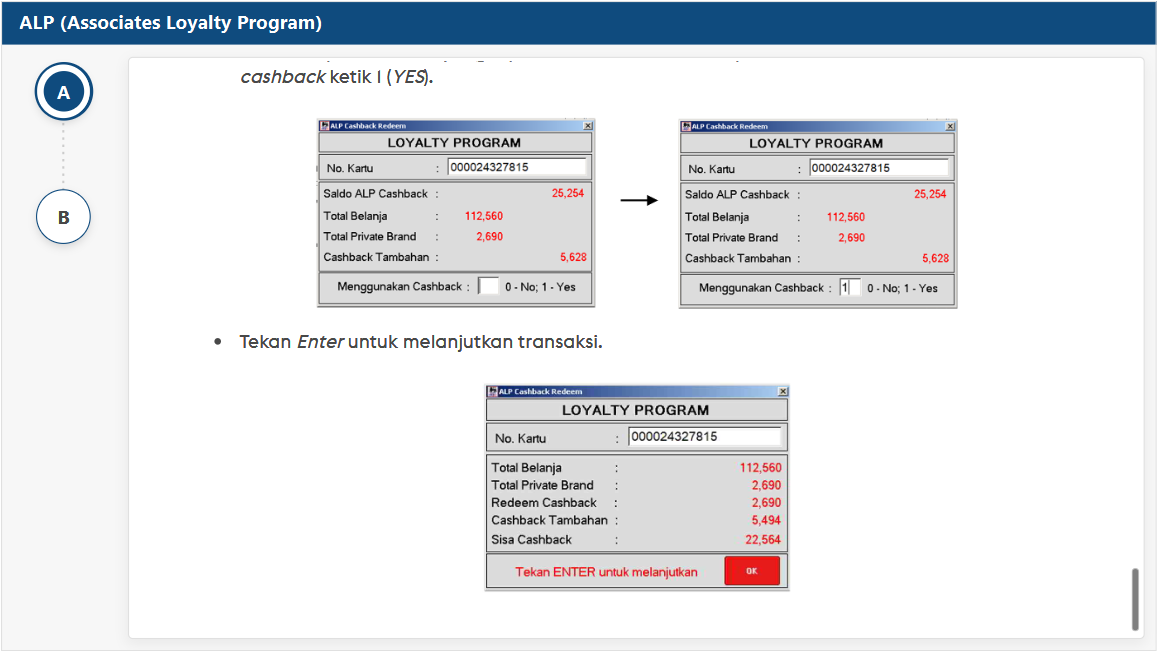 ALP (Associates Loyalty Program)
A
B
cashback ketik I (YES).
ALP Cashback Redeem
LOYALTY PROGRAM
No. Kartu : 000024327815
Saldo ALP Cashback : 25,254
Total Belanja : 112,560
Total Private Brand : 2,690
Cashback Tambahan : 5,628
Menggunakan Cashback : 0 - No; 1 - Yes
ALP Cashback Redeem
LOYALTY PROGRAM
No. Kartu : 000024327815
Saldo ALP Cashback : 25,254
Total Belanja : 112,560
Total Private Brand : 2,690
Cashback Tambahan : 5,628
Menggunakan Cashback : 1 0 - No; 1 - Yes
• Tekan Enter untuk melanjutkan transaksi.
ALP Cashback Redeem
LOYALTY PROGRAM
No. Kartu : 000024327815
Total Belanja : 112,560
Total Private Brand : 2,690
Redeem Cashback : 2,690
Cashback Tambahan : 5,494
Sisa Cashback : 22,564
Tekan ENTER untuk melanjutkan OK